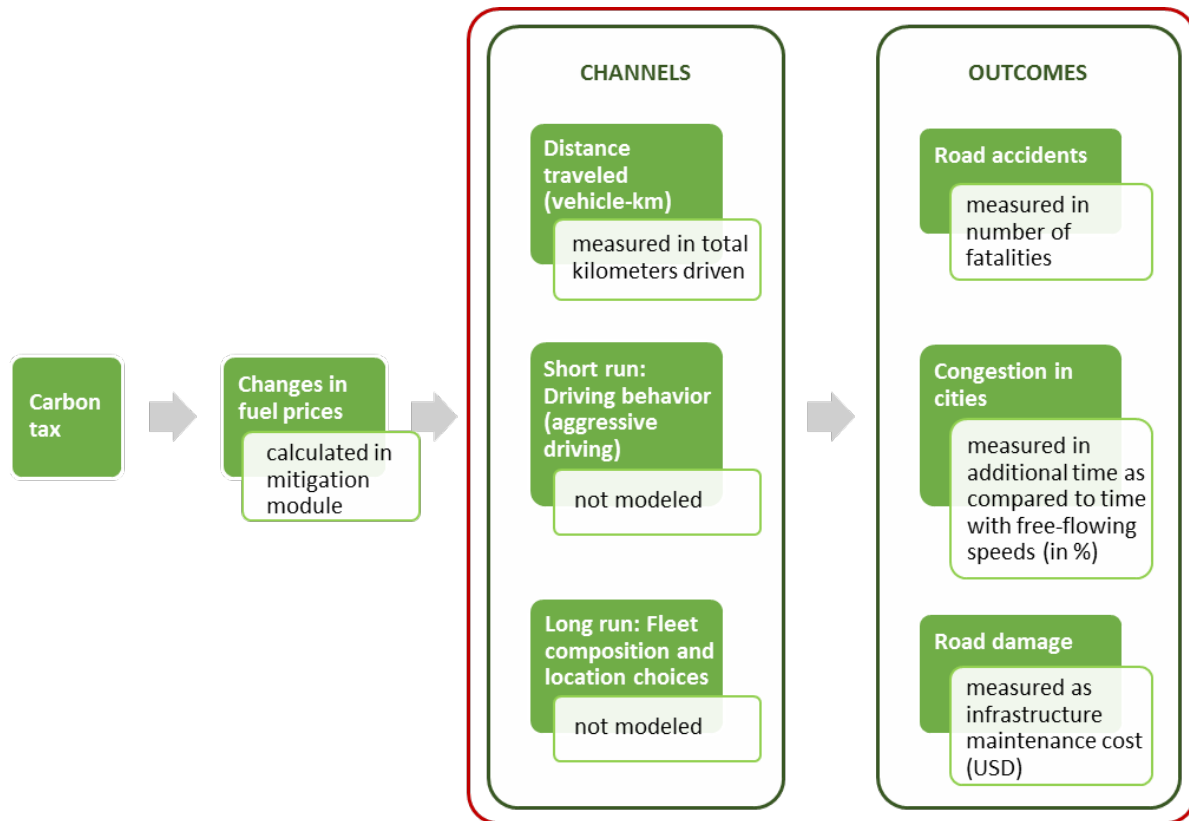 Carbon
tax
Changes in
fuel prices
calculated in
mitigation
module
CHANNELS
Distance
traveled
(vehicle-km)
measured in total
kilometers driven
Short run:
Driving behavior
(aggressive
driving)
not modeled
Long run: Fleet
composition and
location choices
not modeled
OUTCOMES
Road accidents
measured in
number of
fatalities
Congestion in
cities
measured in
additional time as
compared to time
with free-flowing
speeds (in %)
Road damage
measured as
infrastructure
maintenance cost
(USD)